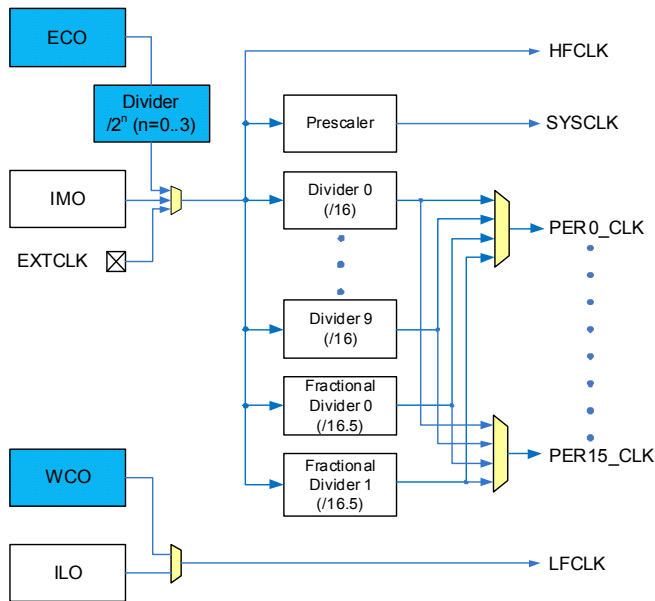 ECO
HFCLK
Divider
/2ⁿ (n=0..3)
Prescaler
SYSCLK
IMO
Divider 0
(/16)
EXTCLK
PER0_CLK
Divider 9
(/16)
Fractional
Divider 0
(/16.5)
WCO
Fractional
Divider 1
(/16.5)
PER15_CLK
ILO
LFCLK